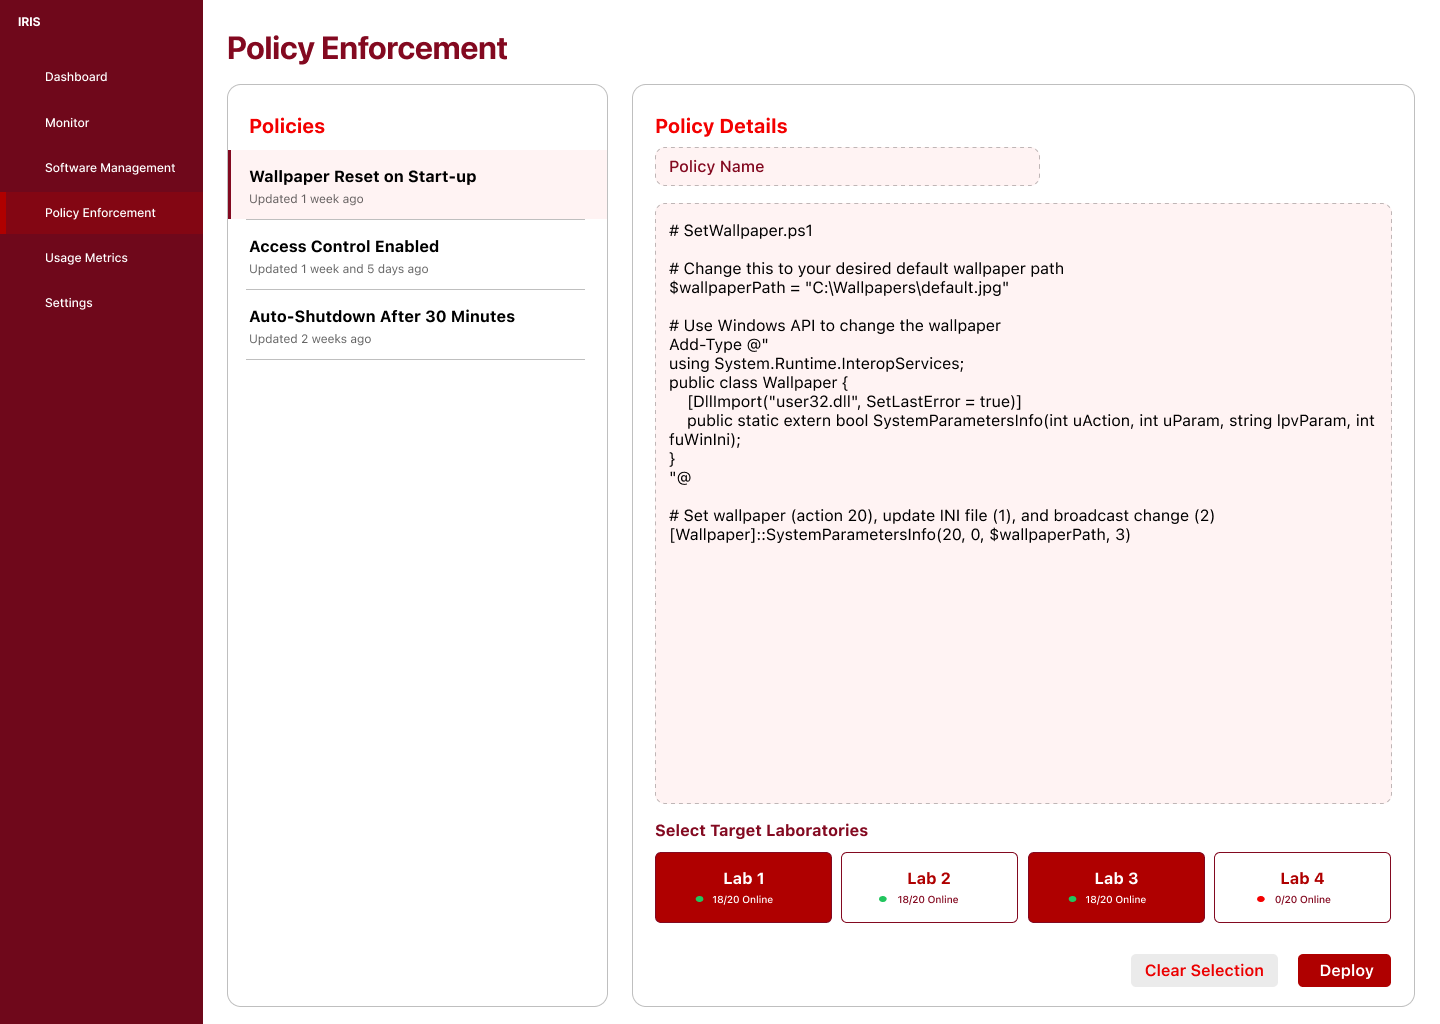 IRIS
Dashboard
Monitor
Software Management
Policy Enforcement
Usage Metrics
Settings
Policy Enforcement
Policies
Wallpaper Reset on Start-up
Updated 1 week ago
Access Control Enabled
Updated 1 week and 5 days ago
Auto-Shutdown After 30 Minutes
Updated 2 weeks ago
Policy Details
Policy Name
# SetWallpaper.ps1
# Change this to your desired default wallpaper path
$wallpaperPath = "C:\Wallpapers\default.jpg"
# Use Windows API to change the wallpaper
Add-Type @"
using System.Runtime.InteropServices;
public class Wallpaper {
    [DllImport("user32.dll", SetLastError = true)]
    public static extern bool SystemParametersInfo(int uAction, int uParam, string lpvParam, int
fuWinIni);
}
"@
# Set wallpaper (action 20), update INI file (1), and broadcast change (2)
[Wallpaper]::SystemParametersInfo(20, 0, $wallpaperPath, 3)
Select Target Laboratories
Lab 1
18/20 Online
Lab 2
18/20 Online
Lab 3
18/20 Online
Lab 4
0/20 Online
Clear Selection
Deploy